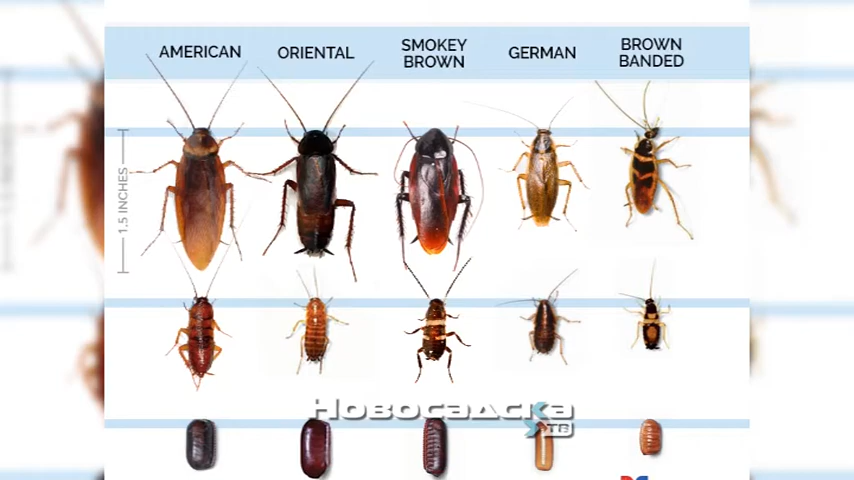 AMERICAN
ORIENTAL
SMOKEY
BROWN
GERMAN
BROWN
BANDED
1.5 INCHES
НОВОСАДСКА
ТВ